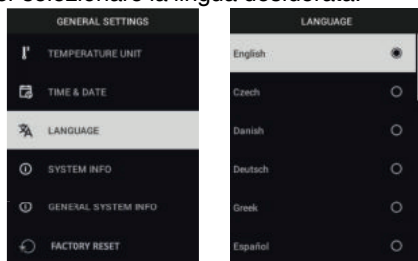 selezionare la lingua desiderata.
GENERAL SETTINGS
TEMPERATURE UNIT
TIME & DATE
LANGUAGE
SYSTEM INFO
GENERAL SYSTEM INFO
FACTORY RESET
LANGUAGE
English
Czech
Danish
Deutsch
Greek
Español